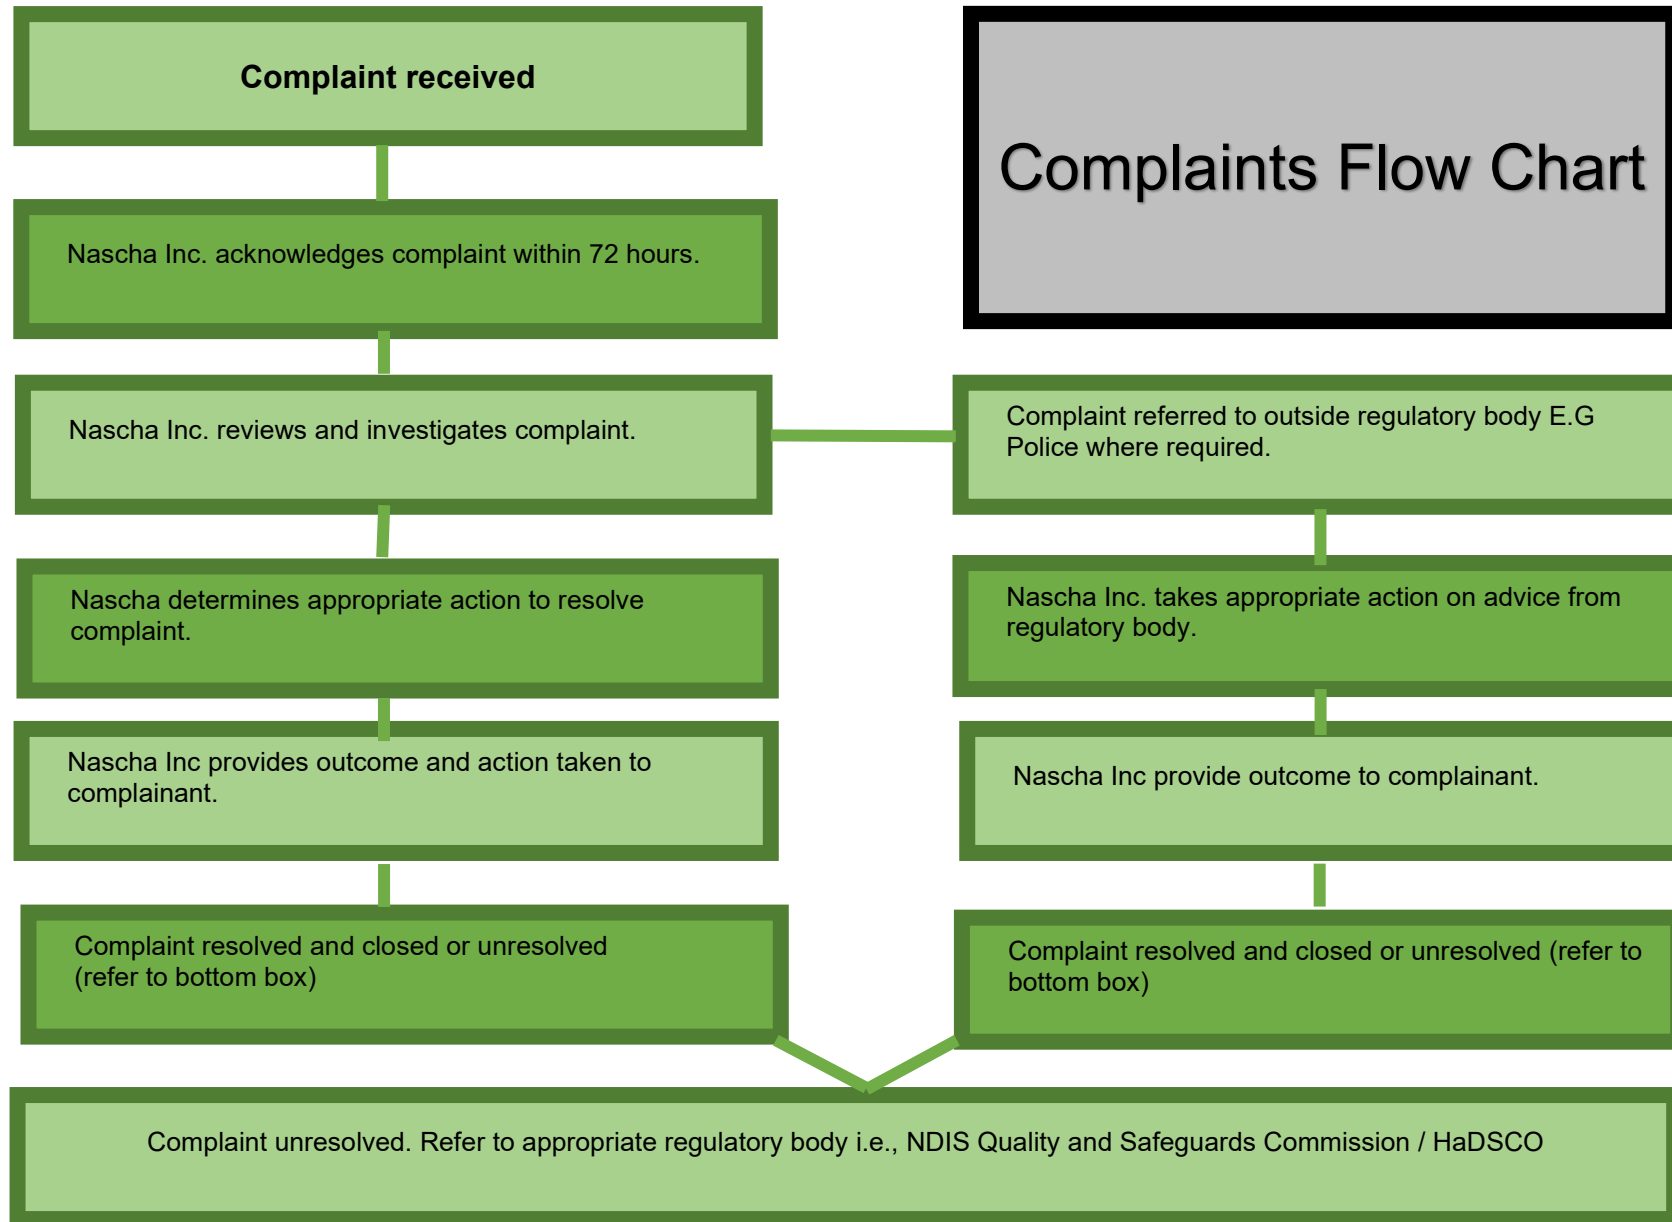 Complaint received
Complaints Flow Chart
Nascha Inc. acknowledges complaint within 72 hours.
Nascha Inc. reviews and investigates complaint.
Complaint referred to outside regulatory body E.G
Police where required.
Nascha determines appropriate action to resolve
complaint.
Nascha Inc. takes appropriate action on advice from
regulatory body.
Nascha Inc provides outcome and action taken to
complainant.
Nascha Inc provide outcome to complainant.
Complaint resolved and closed or unresolved
(refer to bottom box)
Complaint resolved and closed or unresolved (refer to
bottom box)
Complaint unresolved. Refer to appropriate regulatory body i.e., NDIS Quality and Safeguards Commission / HaDSCO